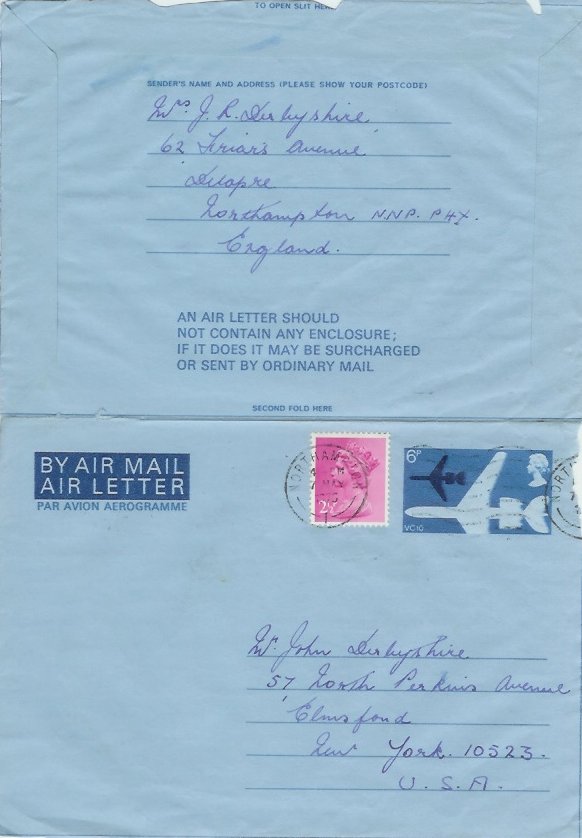 TO OPEN SLIT HERE
SENDER'S NAME AND ADDRESS (PLEASE SHOW YOUR POSTCODE)
Mrs J. R. Derbyshire
62 Friars Avenue
Delapre
Northampton N.N.P. P4X.
England.
AN AIR LETTER SHOULD
NOT CONTAIN ANY ENCLOSURE;
IF IT DOES IT MAY BE SURCHARGED
OR SENT BY ORDINARY MAIL
SECOND FOLD HERE
BY AIR MAIL
AIR LETTER
PAR AVION AEROGRAMME
NORTHAMPTON
MAY
6P
VC10
Mr. John Derbyshire
57 North Perkins Avenue
Elmsford
New York. 10523.
U.S.A.